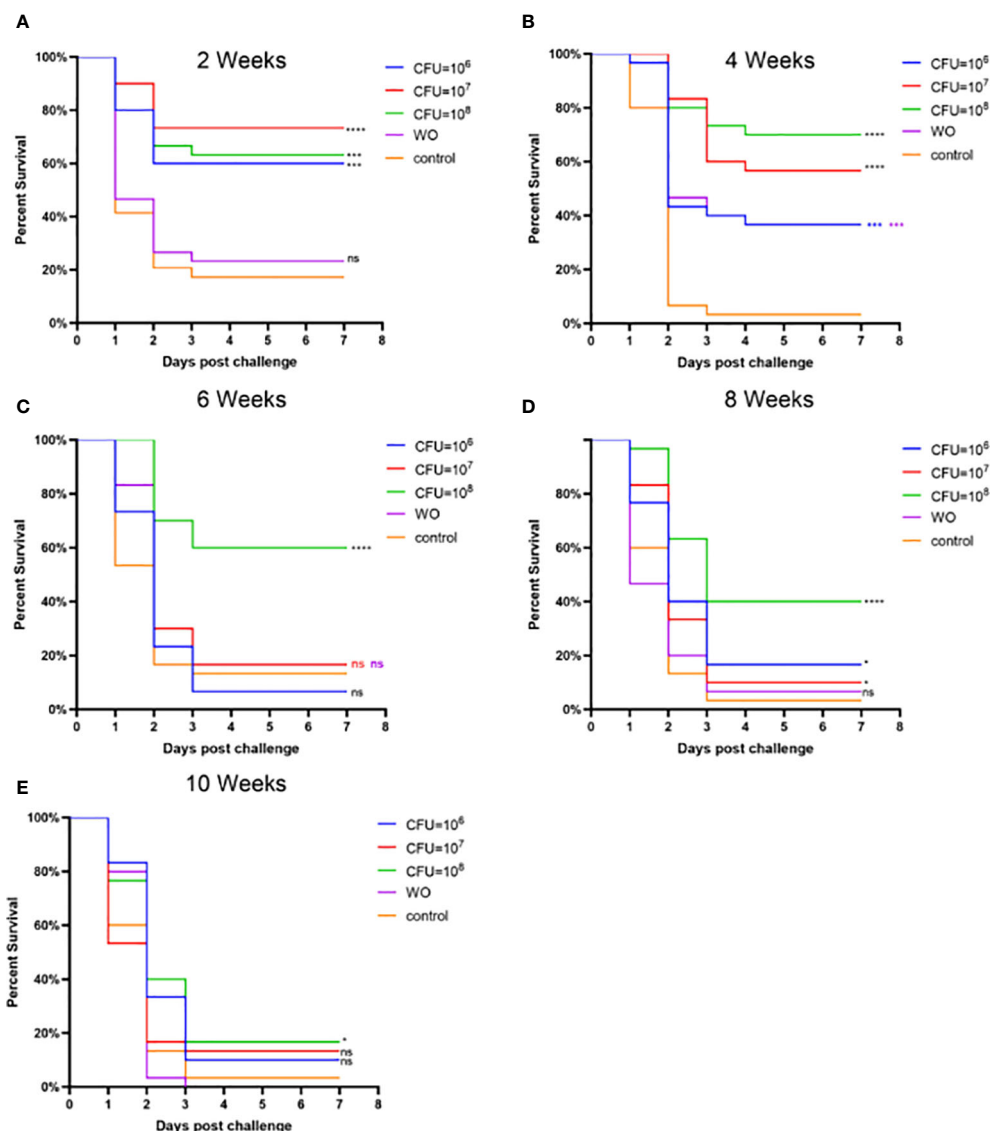 A
2 Weeks
100%
80%
60%
40%
20%
0%
Percent Survival
0 1 2 3 4 5 6 7 8
Days post challenge
CFU=10⁶
CFU=10⁷
CFU=10⁸
WO
control
****
***
***
ns
B
4 Weeks
100%
80%
60%
40%
20%
0%
Percent Survival
0 1 2 3 4 5 6 7 8
Days post challenge
CFU=10⁶
CFU=10⁷
CFU=10⁸
WO
control
****
****
*** ***
C
6 Weeks
100%
80%
60%
40%
20%
0%
Percent Survival
0 1 2 3 4 5 6 7 8
Days post challenge
CFU=10⁶
CFU=10⁷
CFU=10⁸
WO
control
****
ns ns
ns
D
8 Weeks
100%
80%
60%
40%
20%
0%
Percent Survival
0 1 2 3 4 5 6 7 8
Days post challenge
CFU=10⁶
CFU=10⁷
CFU=10⁸
WO
control
****
*
*
ns
E
10 Weeks
100%
80%
60%
40%
20%
0%
Percent Survival
0 1 2 3 4 5 6 7 8
Days post challenge
CFU=10⁶
CFU=10⁷
CFU=10⁸
WO
control
*
ns
ns